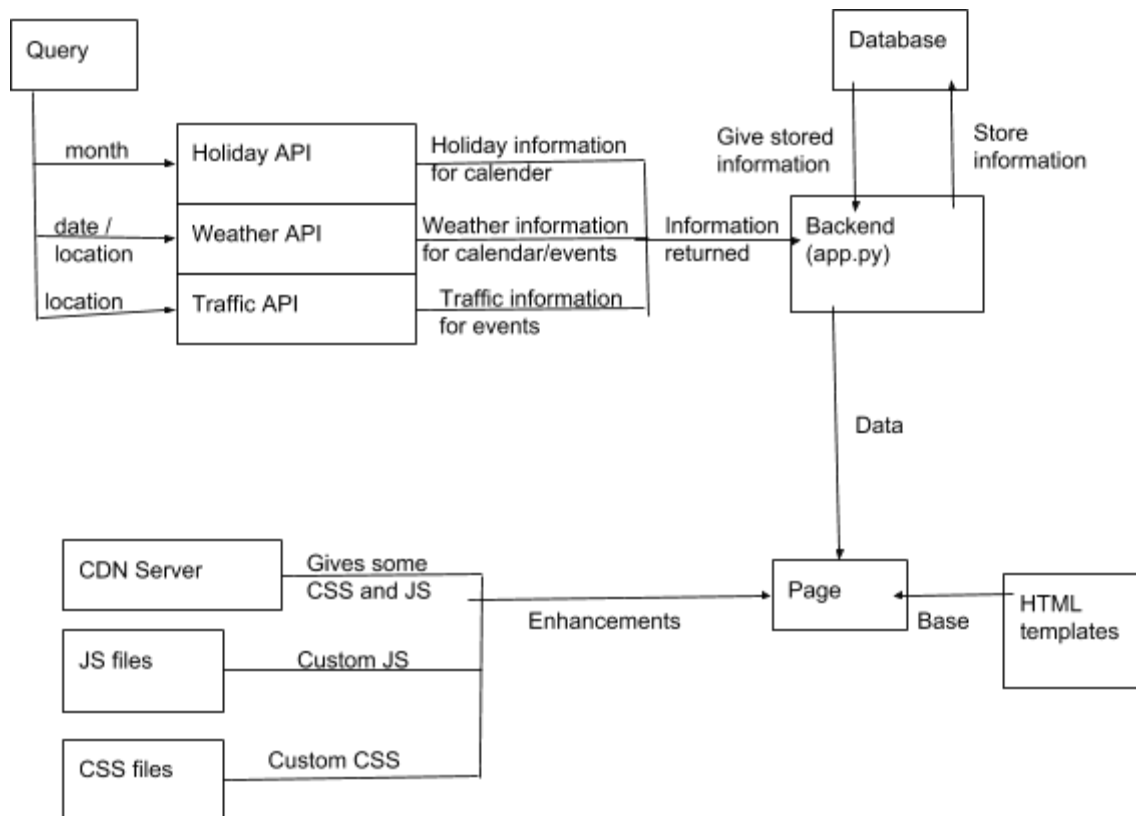 Query
Database
month
Holiday API
Holiday information
for calender
Give stored
information
Store
information
date /
location
Weather API
Weather information
for calendar/events
Information
returned
Backend
(app.py)
location
Traffic API
Traffic information
for events
Data
CDN Server
Gives some
CSS and JS
Enhancements
Page
Base
HTML
templates
JS files
Custom JS
CSS files
Custom CSS